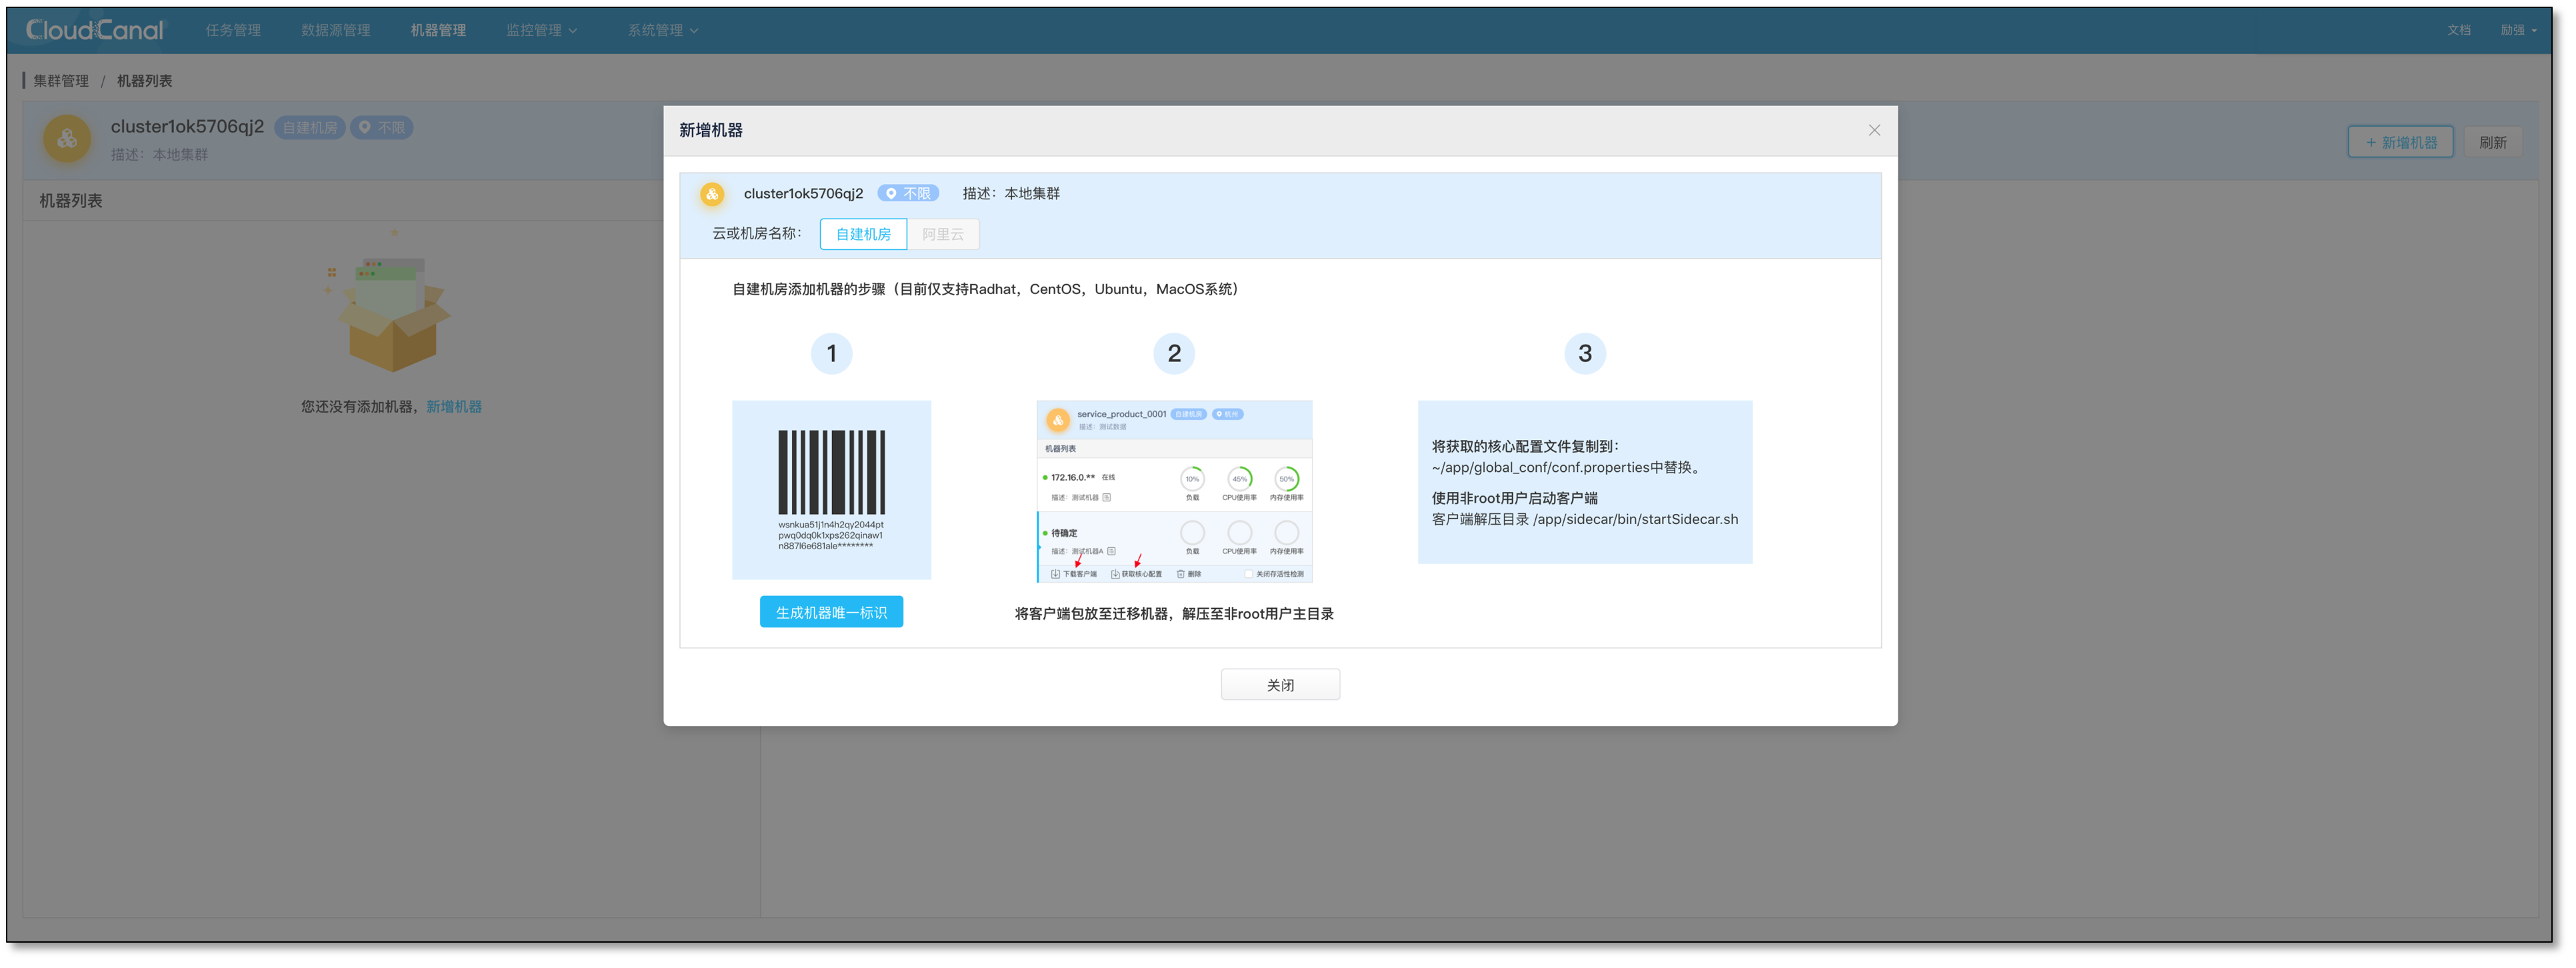 CloudCanal 任务管理 数据源管理 机器管理 监控管理 系统管理 文档 励强
集群管理 / 机器列表
cluster1ok5706qj2 自建机房 不限
描述：本地集群
+ 新增机器 刷新
机器列表
您还没有添加机器，新增机器
新增机器
cluster1ok5706qj2 不限 描述：本地集群
云或机房名称： 自建机房 阿里云
自建机房添加机器的步骤（目前仅支持Radhat，CentOS，Ubuntu，MacOS系统）
1
wsnkua51j1n4h2qy2044pt
pwq0dq0k1xps262qinaw1
n887l6e681ale********
生成机器唯一标识
2
service_product_0001 自建机房 杭州
描述：测试数据
机器列表
172.16.0.** 在线 10% 45% 50%
描述：测试机器 负载 CPU使用率 内存使用率
待确定
描述：测试机器A 负载 CPU使用率 内存使用率
下载客户端 获取核心配置 删除 关闭存活性检测
将客户端包放至迁移机器，解压至非root用户主目录
3
将获取的核心配置文件复制到：
~/app/global_conf/conf.properties中替换。
使用非root用户启动客户端
客户端解压目录 /app/sidecar/bin/startSidecar.sh
关闭